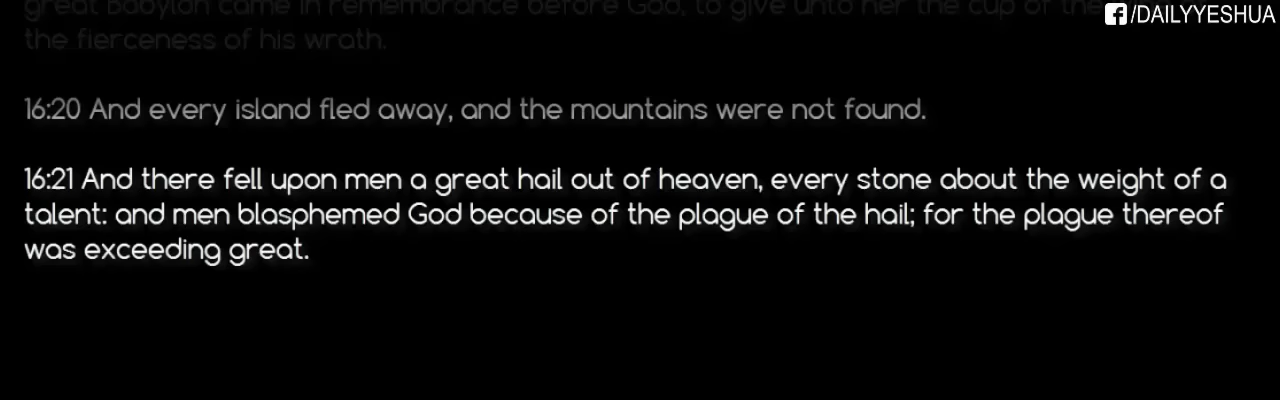 great Babylon came in remembrance before God, to give unto her the cup of the
/DAILYYESHUA
the fierceness of his wrath.
16:20 And every island fled away, and the mountains were not found.
16:21 And there fell upon men a great hail out of heaven, every stone about the weight of a
talent: and men blasphemed God because of the plague of the hail; for the plague thereof
was exceeding great.